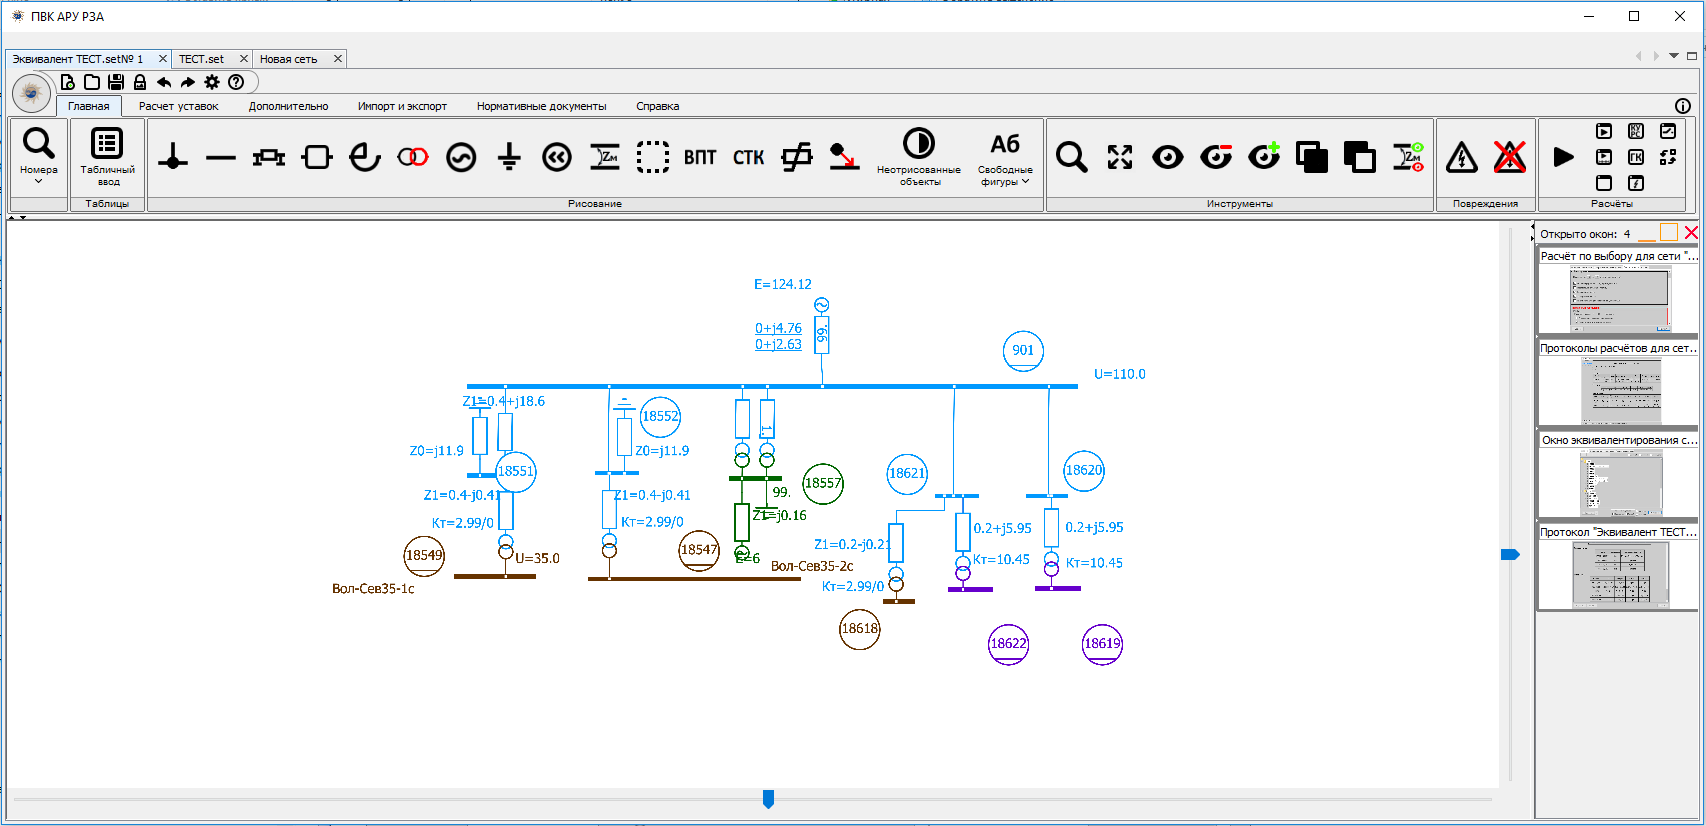 ПВК АРУ РЗА
Эквивалент ТЕСТ.set№ 1
ТЕСТ.set
Новая сеть
Главная
Расчет уставок
Дополнительно
Импорт и экспорт
Нормативные документы
Справка
Номера
Табличный ввод
Таблицы
ВПТ
СТК
Неотрисованные объекты
Аб
Свободные фигуры
Рисование
Zм
Инструменты
Повреждения
ГК
Расчёты
Открыто окон: 4
Расчёт по выбору для сети "...
Протоколы расчётов для сет...
Окно эквивалентирования с...
Протокол "Эквивалент ТЕСТ...
E=124.12
0+j4.76
0+j2.63
99.
901
U=110.0
Z1=0.4+j18.6
18552
Z0=j11.9
Z0=j11.9
18551
18557
18621
18620
Z1=0.4-j0.41
Z1=0.4-j0.41
99.
Z1=j0.16
Кт=2.99/0
Кт=2.99/0
0.2+j5.95
0.2+j5.95
18549
U=35.0
18547
E=6
Z1=0.2-j0.21
Кт=10.45
Кт=10.45
Вол-Сев35-2с
Вол-Сев35-1с
Кт=2.99/0
18618
18622
18619